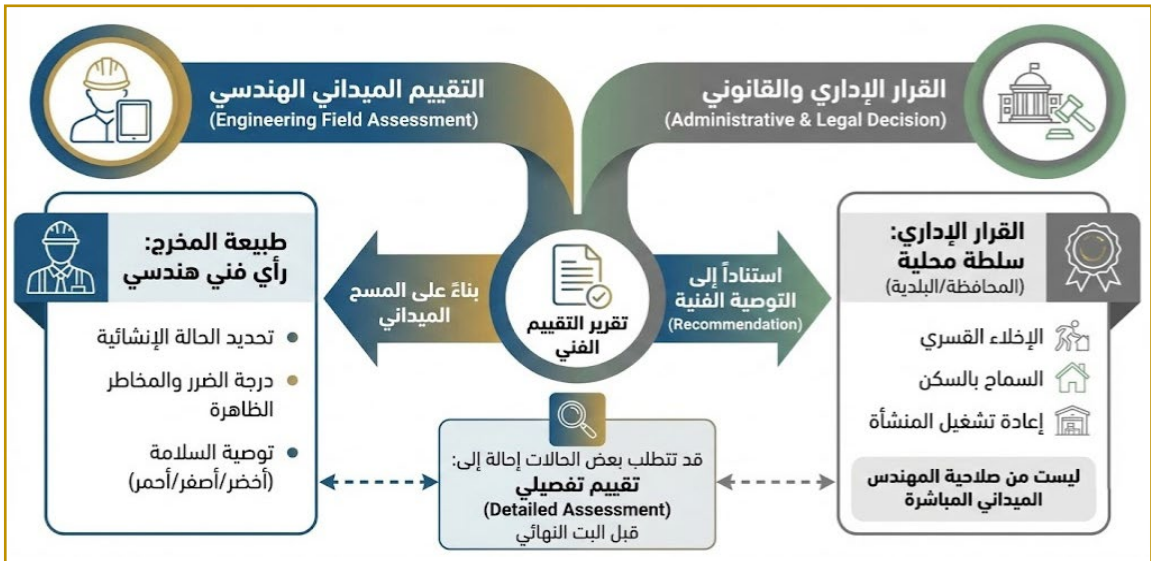 التقييم الميداني الهندسي
(Engineering Field Assessment)
القرار الإداري والقانوني
(Administrative & Legal Decision)
طبيعة المخرج:
رأي فني هندسي
تحديد الحالة الإنشائية
درجة الضرر والمخاطر
الظاهرة
توصية السلامة
(أخضر/أصفر/أحمر)
بناءً على المسح
الميداني
تقرير التقييم
الفني
استناداً إلى
التوصية الفنية
(Recommendation)
القرار الإداري:
سلطة محلية
(المحافظة/البلدية)
الإخلاء القسري
السماح بالسكن
إعادة تشغيل المنشأة
ليست من صلاحية المهندس
الميداني المباشرة
قد تتطلب بعض الحالات إحالة إلى:
تقييم تفصيلي
(Detailed Assessment)
قبل البت النهائي